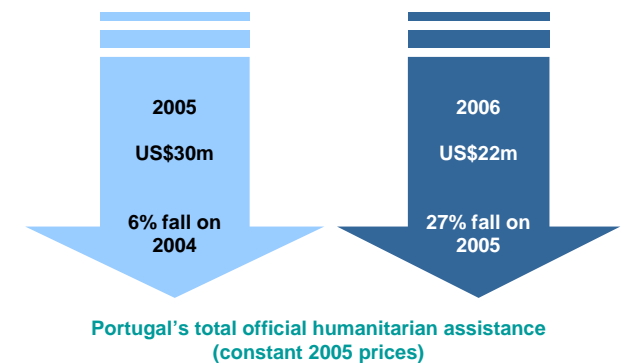 2005
US$30m
6% fall on
2004
2006
US$22m
27% fall on
2005
Portugal's total official humanitarian assistance
(constant 2005 prices)